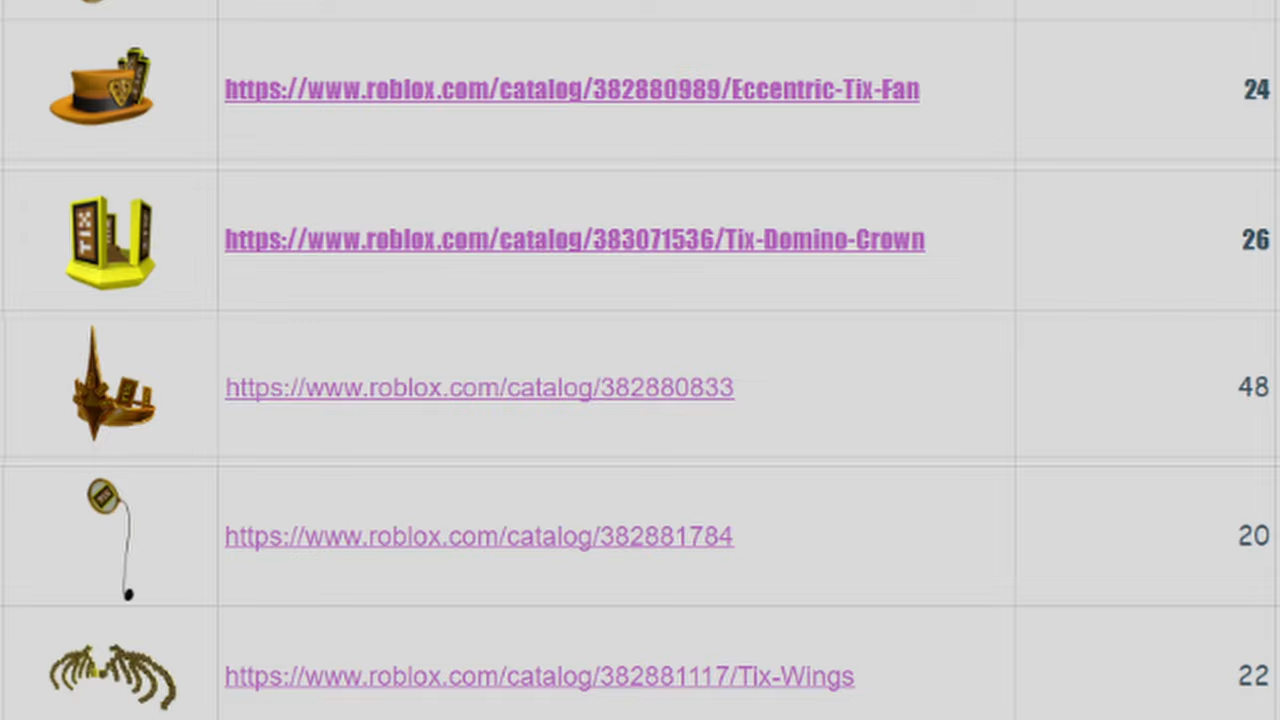 https://www.roblox.com/catalog/382880989/Eccentric-Tix-Fan 24
TIX
https://www.roblox.com/catalog/383071536/Tix-Domino-Crown 26
https://www.roblox.com/catalog/382880833 48
https://www.roblox.com/catalog/382881784 20
https://www.roblox.com/catalog/382881117/Tix-Wings 22